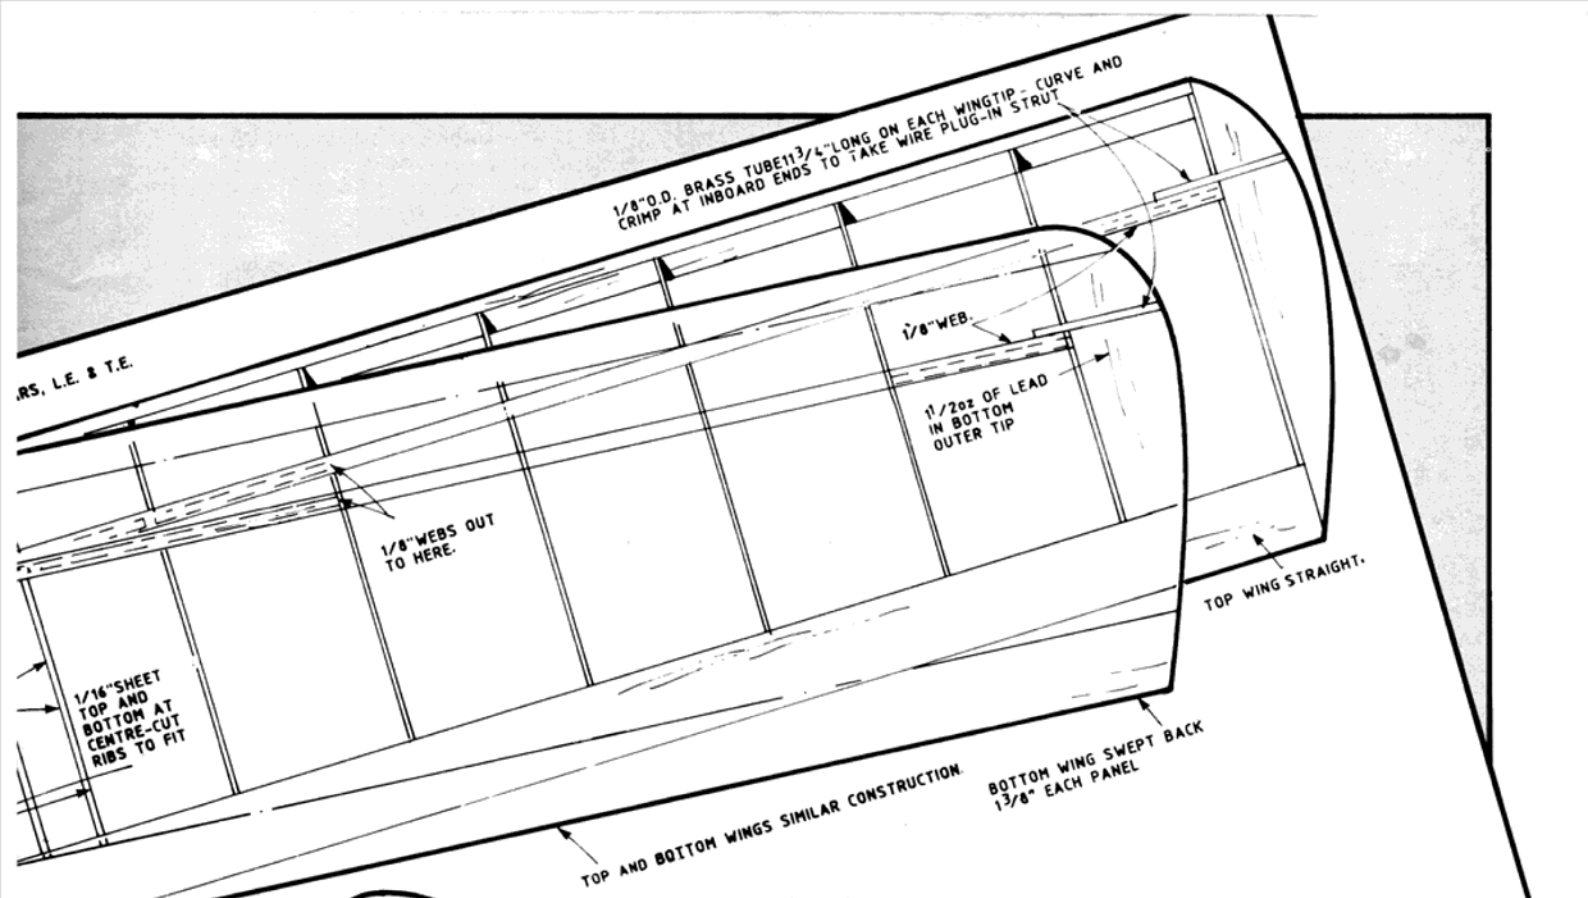 1/8"O.D. BRASS TUBE11 3/4"LONG ON EACH WINGTIP - CURVE AND
CRIMP AT INBOARD ENDS TO TAKE WIRE PLUG-IN STRUT
RS, L.E. & T.E.
1/8"WEB.
1 1/2oz OF LEAD
IN BOTTOM
OUTER TIP
1/8"WEBS OUT
TO HERE.
TOP WING STRAIGHT.
1/16"SHEET
TOP AND
BOTTOM AT
CENTRE-CUT
RIBS TO FIT
BOTTOM WING SWEPT BACK
1 3/8" EACH PANEL
TOP AND BOTTOM WINGS SIMILAR CONSTRUCTION.